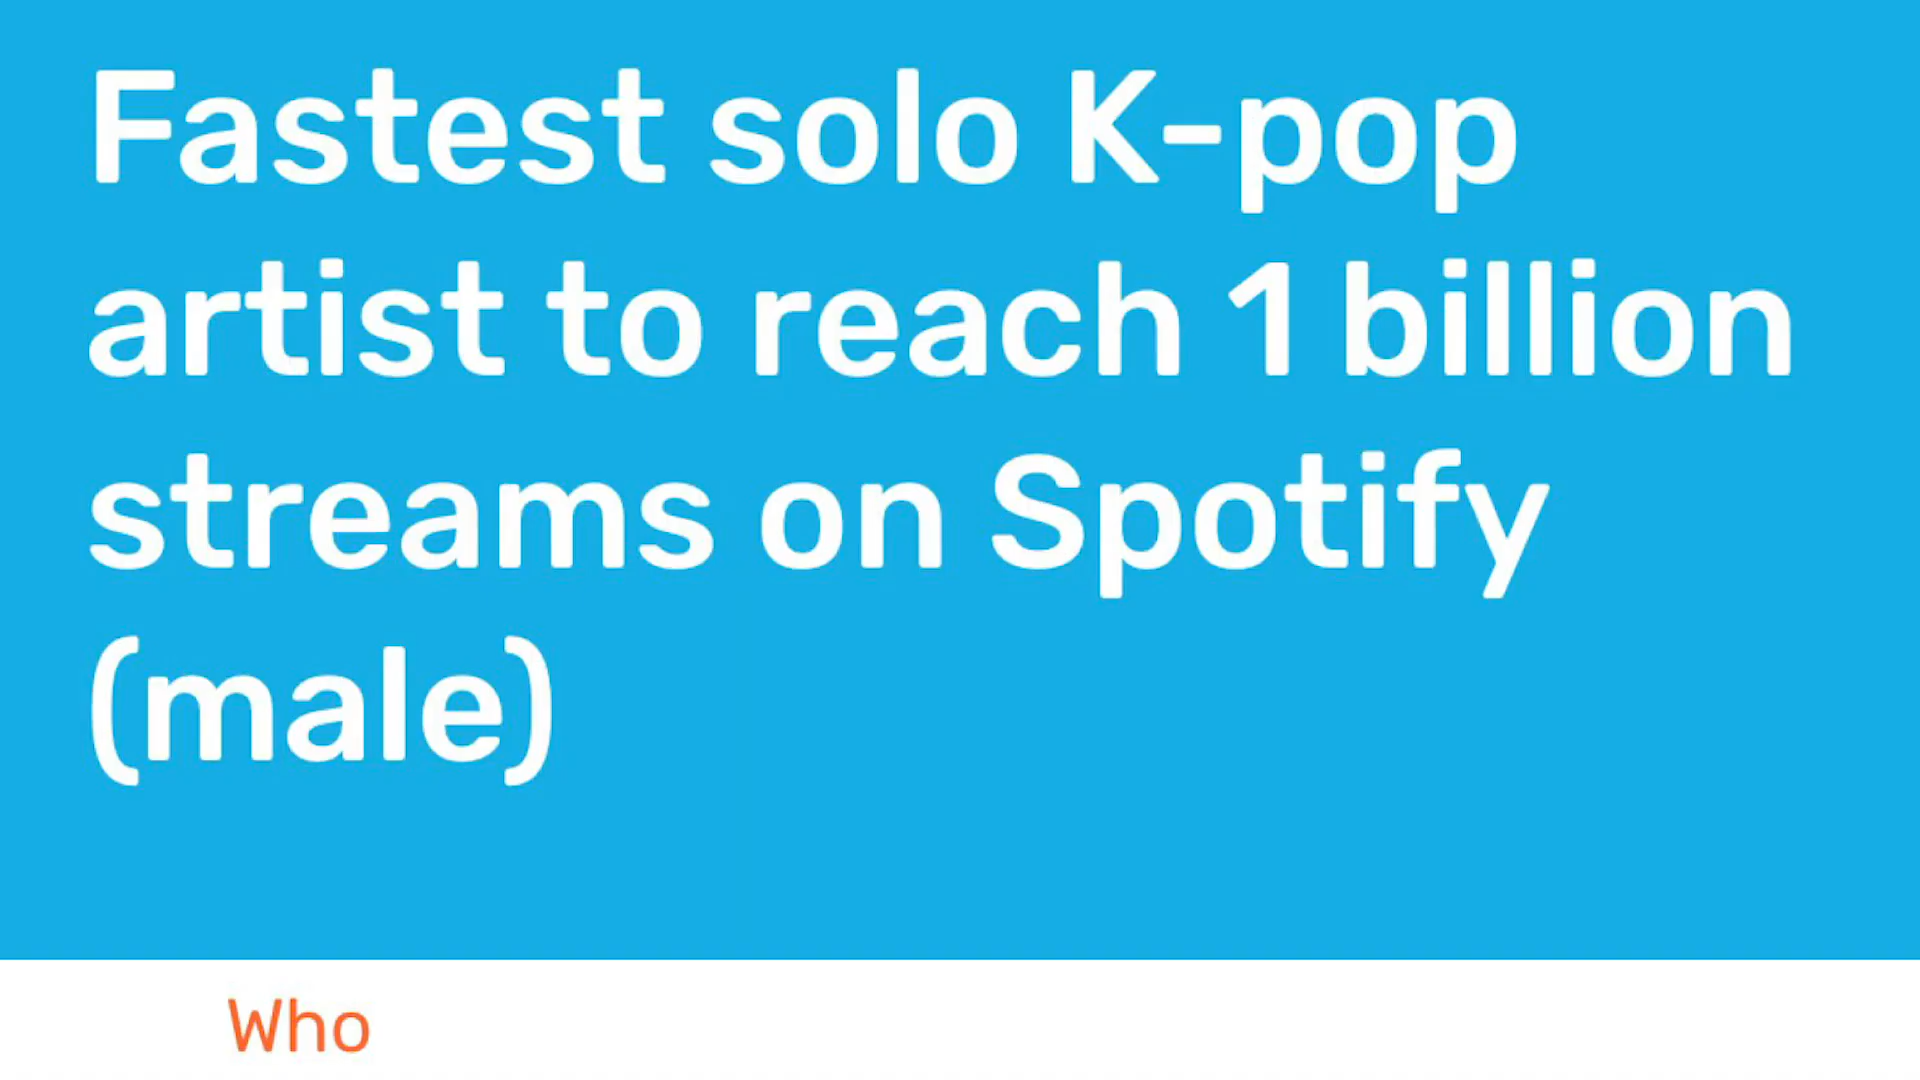 Fastest solo K-pop
artist to reach 1 billion
streams on Spotify
(male)
Who